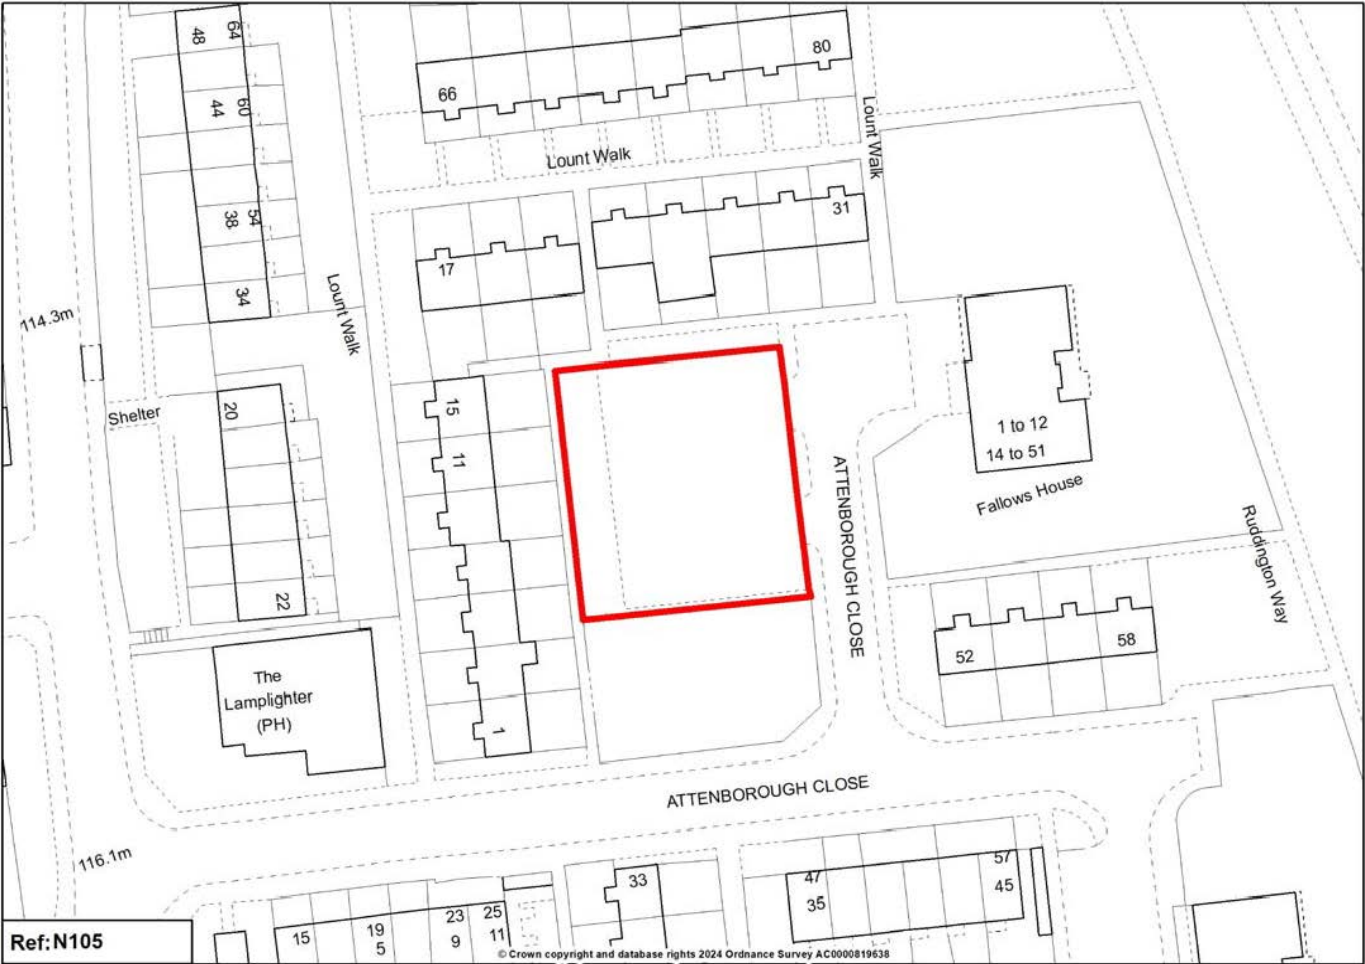 48
64
80
66
44
60
Lount Walk
Lount Walk
38
54
31
17
34
Lount Walk
114.3m
Shelter
20
15
11
1 to 12
14 to 51
Fallows House
ATTENBOROUGH CLOSE
Ruddington Way
22
52
58
The
Lamplighter
(PH)
1
ATTENBOROUGH CLOSE
116.1m
33
47
35
57
45
15
19
5
23
9
25
11
Ref:N105
© Crown copyright and database rights 2024 Ordnance Survey AC0000819638